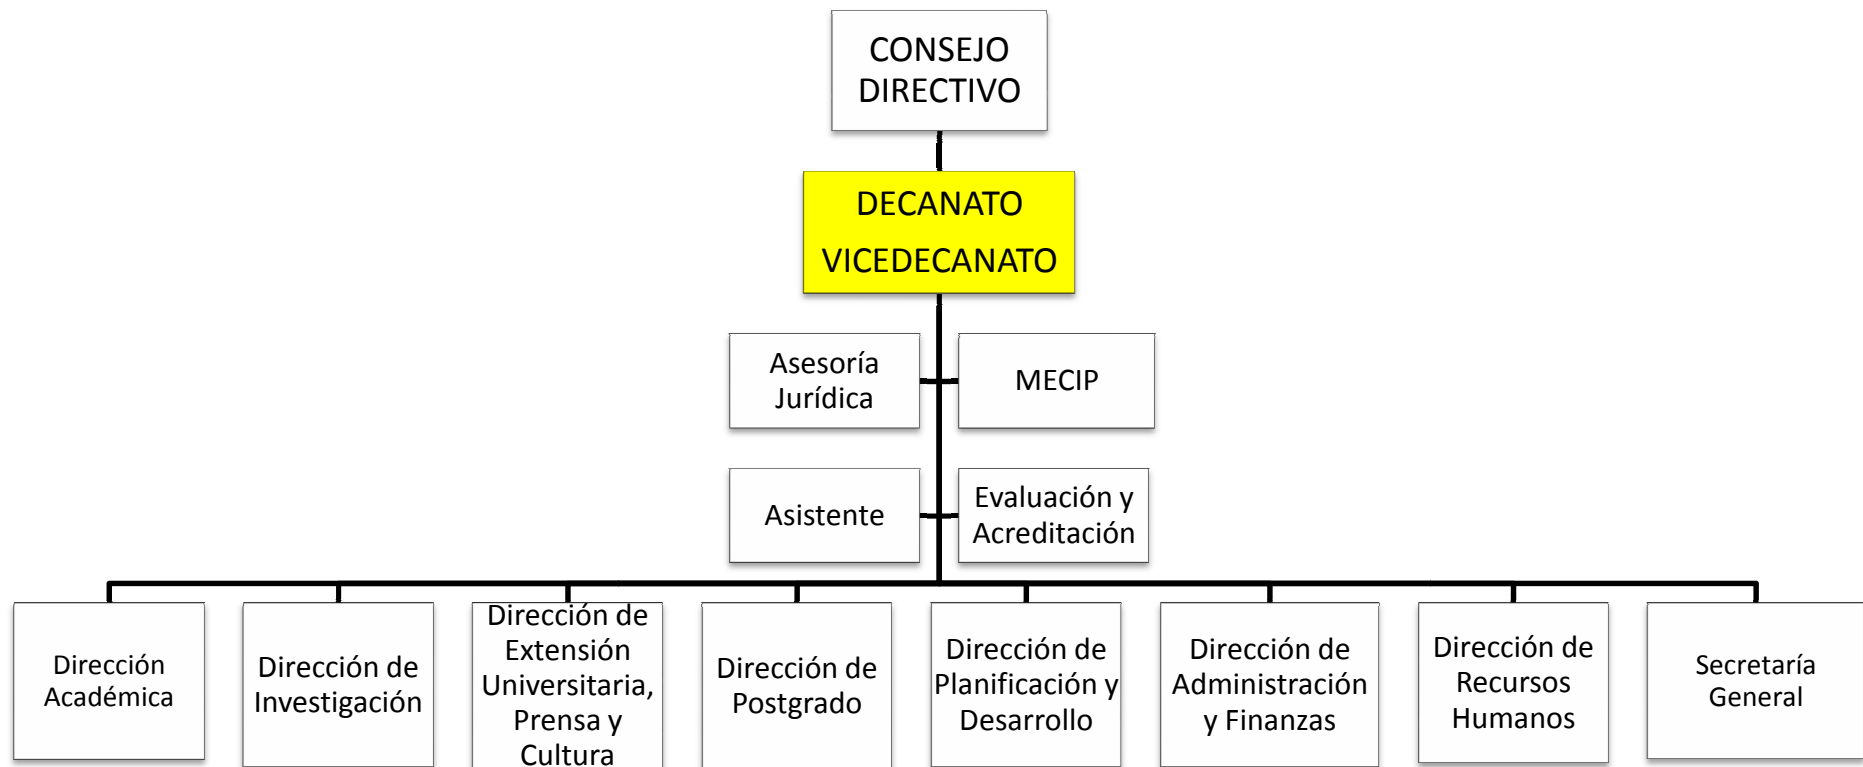 CONSEJO
DIRECTIVO
DECANATO
VICEDECANATO
Asesoría
Jurídica
MECIP
Asistente
Evaluación y
Acreditación
Dirección
Académica
Dirección de
Investigación
Dirección de
Extensión
Universitaria,
Prensa y
Cultura
Dirección de
Postgrado
Dirección de
Planificación y
Desarrollo
Dirección de
Administración
y Finanzas
Dirección de
Recursos
Humanos
Secretaría
General